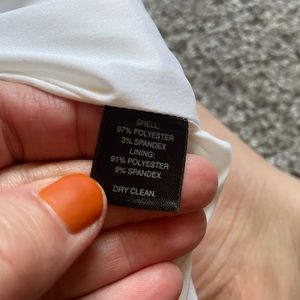 SHELL:
97% POLYESTER
3% SPANDEX
LINING:
91% POLYESTER
9% SPANDEX
DRY CLEAN.